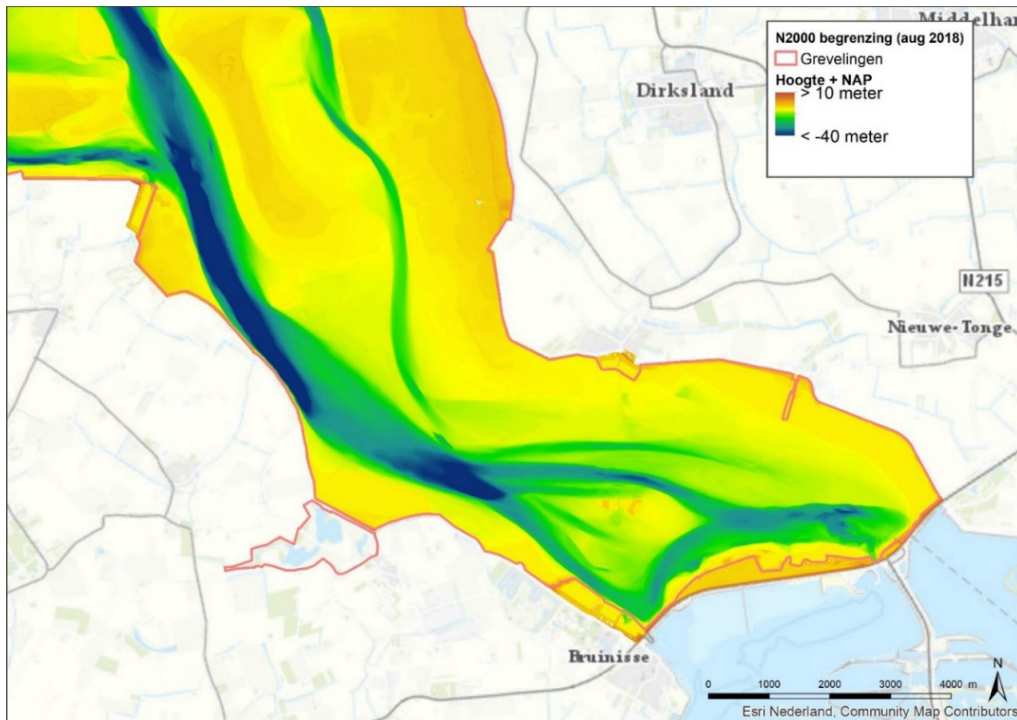 Middelhar
N2000 begrenzing (aug 2018)
Grevelingen
Hoogte + NAP
> 10 meter
< -40 meter
Dirksland
N215
Nieuwe-Tonge
Bruinisse
N
0 1000 2000 3000 4000 m
Esri Nederland, Community Map Contributors